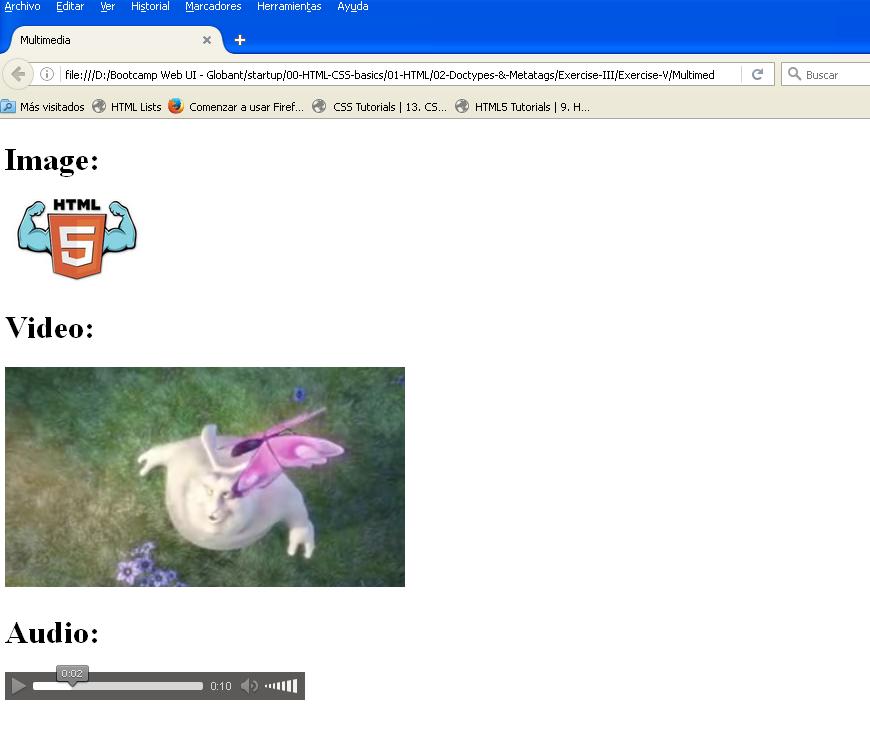 Archivo Editar Ver Historial Marcadores Herramientas Ayuda
Multimedia
file:///D:/Bootcamp Web UI - Globant/startup/00-HTML-CSS-basics/01-HTML/02-Doctypes-&-Metatags/Exercise-III/Exercise-V/Multimed
Buscar
Más visitados HTML Lists Comenzar a usar Firef... CSS Tutorials | 13. CS... HTML5 Tutorials | 9. H...
Image:
HTML
5
Video:
Audio:
0:02
0:10